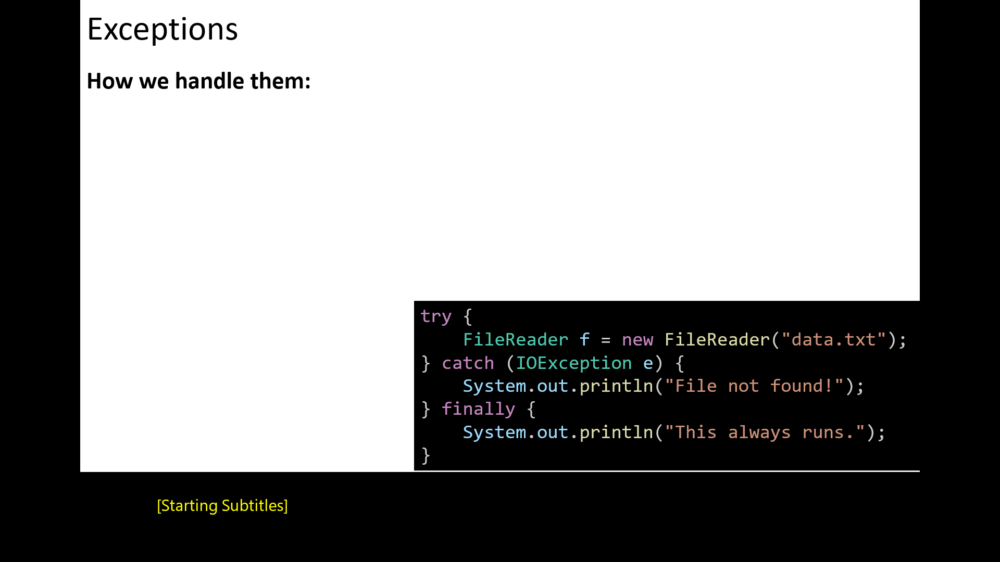 Exceptions
How we handle them:
try {
    FileReader f = new FileReader("data.txt");
} catch (IOException e) {
    System.out.println("File not found!");
} finally {
    System.out.println("This always runs.");
}
[Starting Subtitles]